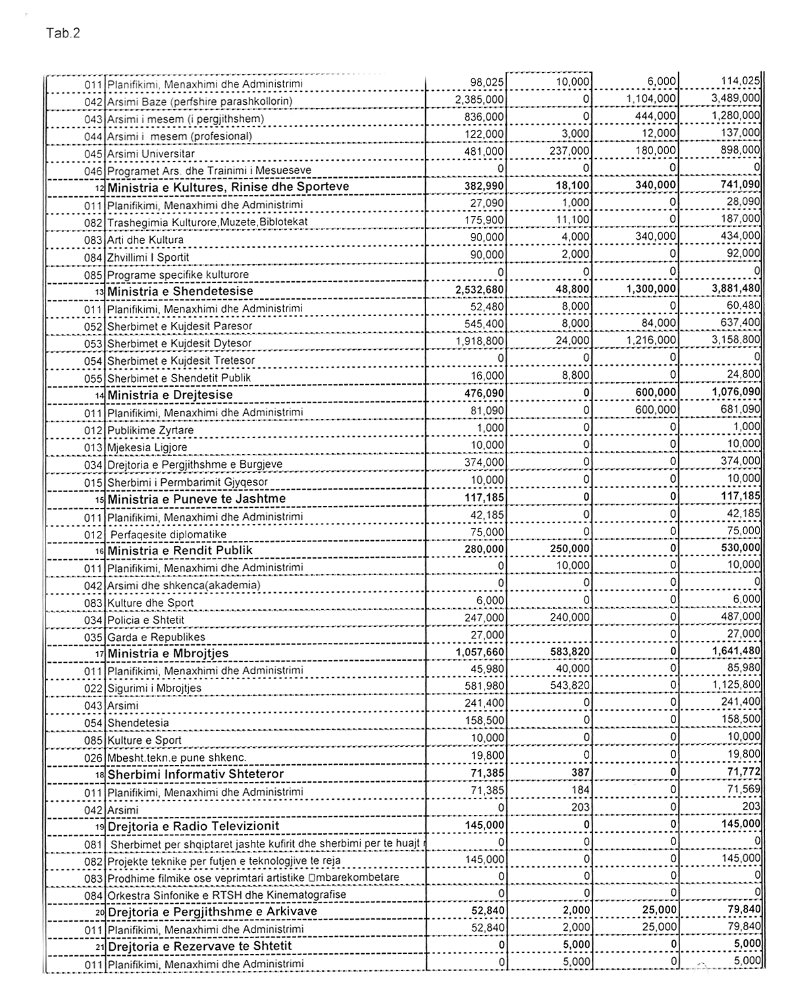 Tab.2
011 Planifikimi, Menaxhimi dhe Administrimi 98,025 10,000 6,000 114,025
042 Arsimi Baze (perfshire parashkollorin) 2,385,000 0 1,104,000 3,489,000
043 Arsimi i mesem (i pergjithshem) 836,000 0 444,000 1,280,000
044 Arsimi i mesem (profesional) 122,000 3,000 12,000 137,000
045 Arsimi Universitar 481,000 237,000 180,000 898,000
046 Programet Ars. dhe Trainimi i Mesueseve 0 0 0 0
12 Ministria e Kultures, Rinise dhe Sporteve 382,990 18,100 340,000 741,090
011 Planifikimi, Menaxhimi dhe Administrimi 27,090 1,000 0 28,090
082 Trashegimia Kulturore,Muzete,Biblotekat 175,900 11,100 0 187,000
083 Arti dhe Kultura 90,000 4,000 340,000 434,000
084 Zhvillimi I Sportit 90,000 2,000 0 92,000
085 Programe specifike kulturore 0 0 0 0
13 Ministria e Shendetesise 2,532,680 48,800 1,300,000 3,881,480
011 Planifikimi, Menaxhimi dhe Administrimi 52,480 8,000 0 60,480
052 Sherbimet e Kujdesit Paresor 545,400 8,000 84,000 637,400
053 Sherbimet e Kujdesit Dytesor 1,918,800 24,000 1,216,000 3,158,800
054 Sherbimet e Kujdesit Tretesor 0 0 0 0
055 Sherbimet e Shendetit Publik 16,000 8,800 0 24,800
14 Ministria e Drejtesise 476,090 0 600,000 1,076,090
011 Planifikimi, Menaxhimi dhe Administrimi 81,090 0 600,000 681,090
012 Publikime Zyrtare 1,000 0 0 1,000
013 Mjekesia Ligjore 10,000 0 0 10,000
034 Drejtoria e Pergjithshme e Burgjeve 374,000 0 0 374,000
015 Sherbimi i Permbarimit Gjyqesor 10,000 0 0 10,000
15 Ministria e Puneve te Jashtme 117,185 0 0 117,185
011 Planifikimi, Menaxhimi dhe Administrimi 42,185 0 0 42,185
012 Perfaqesite diplomatike 75,000 0 0 75,000
16 Ministria e Rendit Publik 280,000 250,000 0 530,000
011 Planifikimi, Menaxhimi dhe Administrimi 0 10,000 0 10,000
042 Arsimi dhe shkenca(akademia) 0 0 0 0
083 Kulture dhe Sport 6,000 0 0 6,000
034 Policia e Shtetit 247,000 240,000 0 487,000
035 Garda e Republikes 27,000 0 27,000
17 Ministria e Mbrojtjes 1,057,660 583,820 0 1,641,480
011 Planifikimi, Menaxhimi dhe Administrimi 45,980 40,000 0 85,980
022 Sigurimi i Mbrojtjes 581,980 543,820 0 1,125,800
043 Arsimi 241,400 0 0 241,400
054 Shendetesia 158,500 0 0 158,500
085 Kulture e Sport 10,000 0 0 10,000
026 Mbesht.tekn.e pune shkenc. 19,800 0 0 19,800
18 Sherbimi Informativ Shteteror 71,385 387 0 71,772
011 Planifikimi, Menaxhimi dhe Administrimi 71,385 184 0 71,569
042 Arsimi 0 203 0 203
19 Drejtoria e Radio Televizionit 145,000 0 0 145,000
081 Sherbimet per shqiptaret jashte kufirit dhe sherbimi per te huajt 0 0 0 0
082 Projekte teknike per futjen e teknologjive te reja 145,000 0 0 145,000
083 Prodhime filmike ose veprimtari artistike □mbarekombetare 0 0 0 0
084 Orkestra Sinfonike e RTSH dhe Kinematografise 0 0 0 0
20 Drejtoria e Pergjithshme e Arkivave 52,840 2,000 25,000 79,840
011 Planifikimi, Menaxhimi dhe Administrimi 52,840 2,000 25,000 79,840
21 Drejtoria e Rezervave te Shtetit 0 5,000 0 5,000
011 Planifikimi, Menaxhimi dhe Administrimi 0 5,000 0 5,000